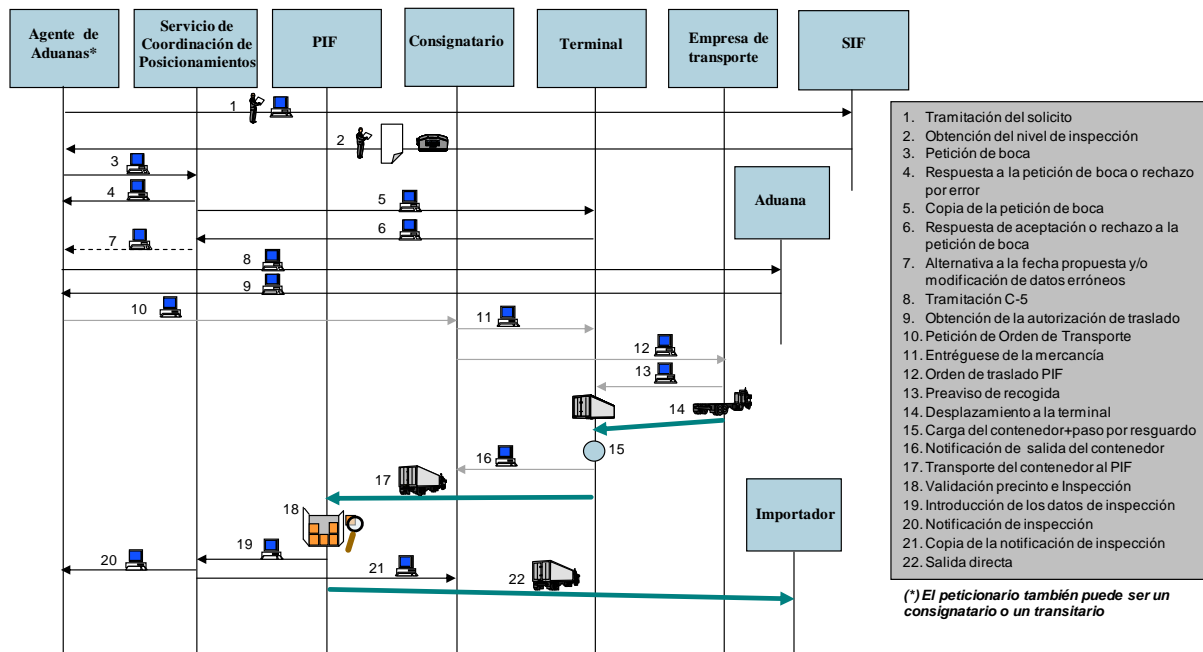 Agente de
Aduanas*
Servicio de
Coordinación de
Posicionamientos
PIF
Consignatario
Terminal
Empresa de
transporte
SIF
1
2
3
4
5
6
7
8
9
10
11
12
13
14
15
16
17
18
19
20
21
22
Aduana
Importador
1. Tramitación del solicito
2. Obtención del nivel de inspección
3. Petición de boca
4. Respuesta a la petición de boca o rechazo
por error
5. Copia de la petición de boca
6. Respuesta de aceptación o rechazo a la
petición de boca
7. Alternativa a la fecha propuesta y/o
modificación de datos erróneos
8. Tramitación C-5
9. Obtención de la autorización de traslado
10. Petición de Orden de Transporte
11. Entréguese de la mercancía
12. Orden de traslado PIF
13. Preaviso de recogida
14. Desplazamiento a la terminal
15. Carga del contenedor+paso por resguardo
16. Notificación de salida del contenedor
17. Transporte del contenedor al PIF
18. Validación precinto e Inspección
19. Introducción de los datos de inspección
20. Notificación de inspección
21. Copia de la notificación de inspección
22. Salida directa
(*) El peticionario también puede ser un
consignatario o un transitario